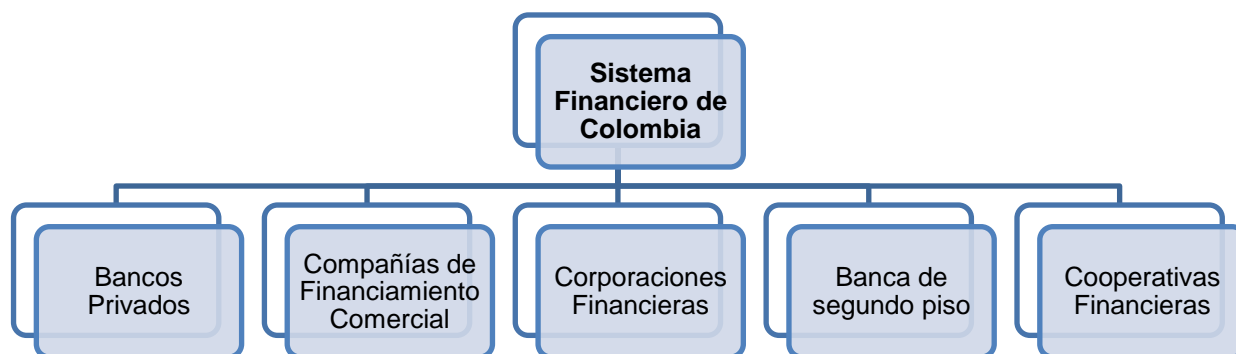 Sistema
Financiero de
Colombia
Bancos
Privados
Compañías de
Financiamiento
Comercial
Corporaciones
Financieras
Banca de
segundo piso
Cooperativas
Financieras